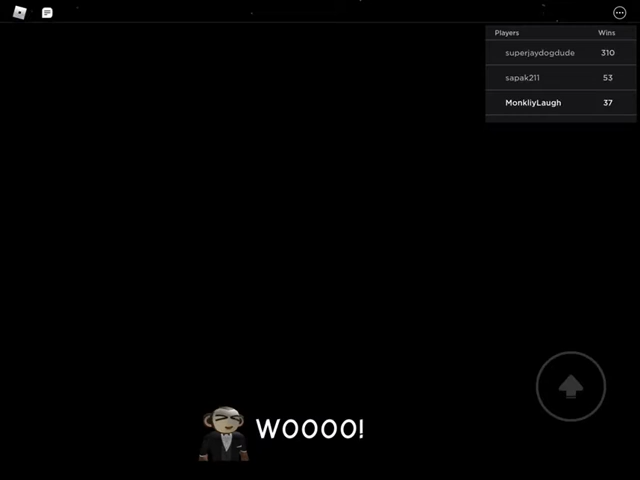 Players Wins
superjaydogdude 310
sapak211 53
MonkliyLaugh 37
WOOOO!